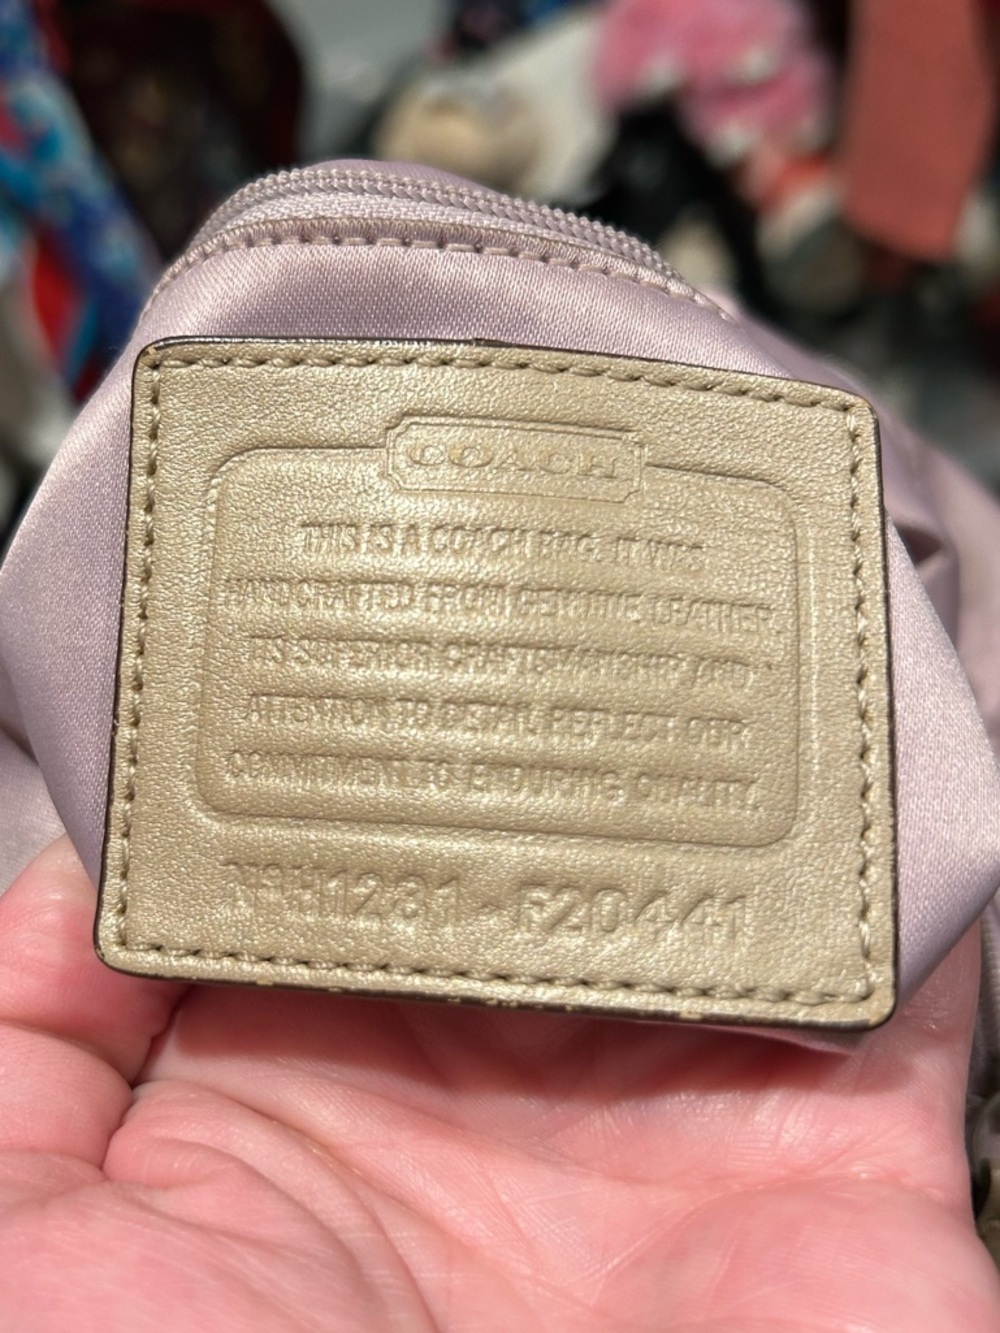 COACH
THIS IS A COACH BAG. IT WAS
HANDCRAFTED FROM GENUINE LEATHER.
ITS SUPERIOR CRAFTSMANSHIP AND
ATTENTION TO DETAIL REFLECT OUR
COMMITMENT TO ENDURING QUALITY.
Nº H1231 - F20441